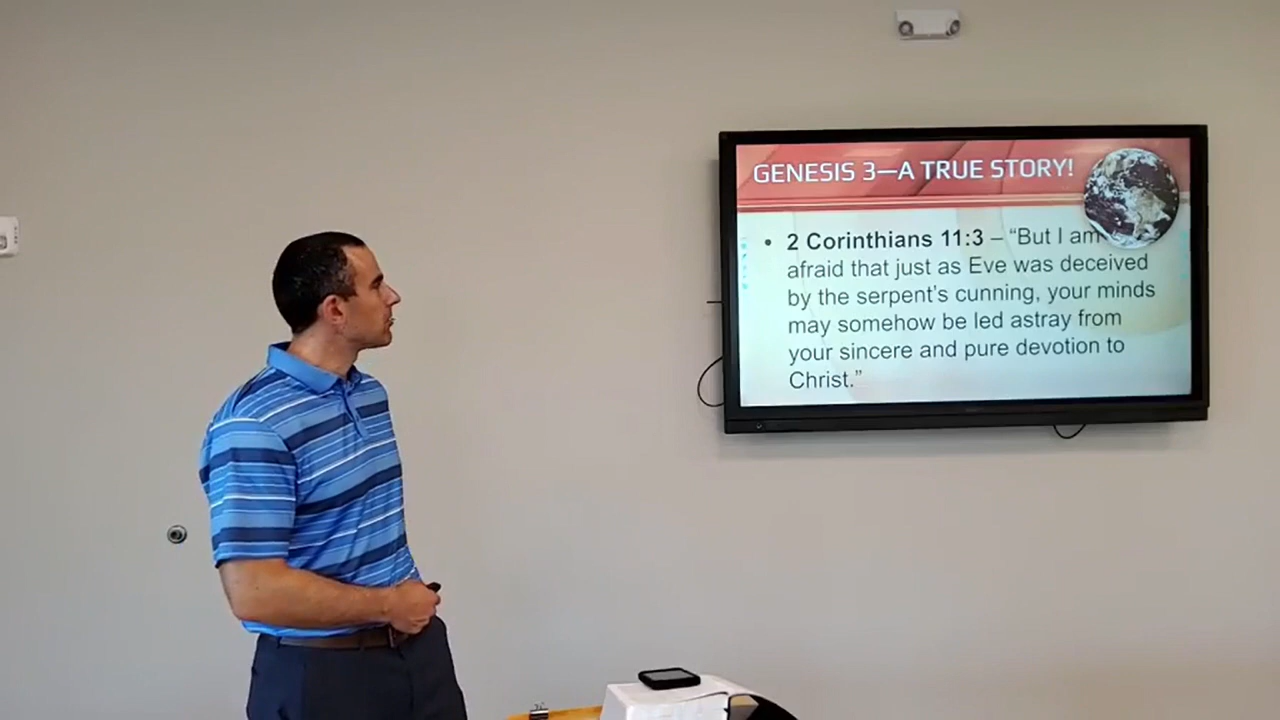 GENESIS 3—A TRUE STORY!
• 2 Corinthians 11:3 – “But I am
afraid that just as Eve was deceived
by the serpent’s cunning, your minds
may somehow be led astray from
your sincere and pure devotion to
Christ.”